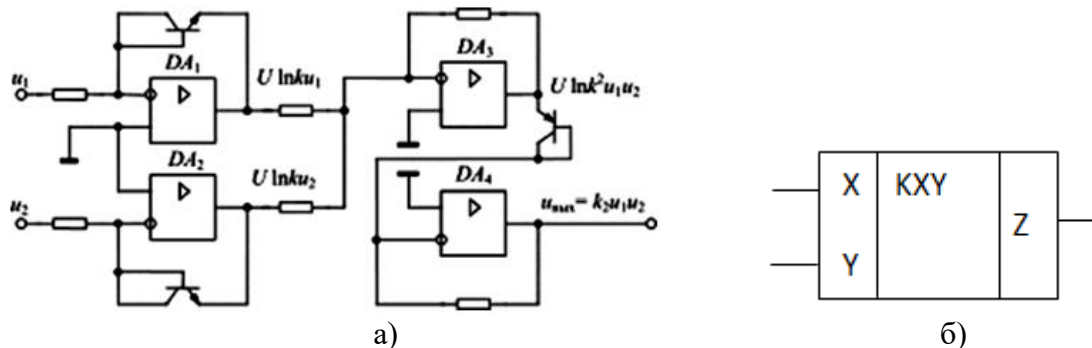 u₁
DA₁
U lnku₁
DA₂
U lnku₂
u₂
DA₃
U lnk²u₁u₂
DA₄
uвых= k₂u₁u₂
а)
X KXY
Z
Y
б)